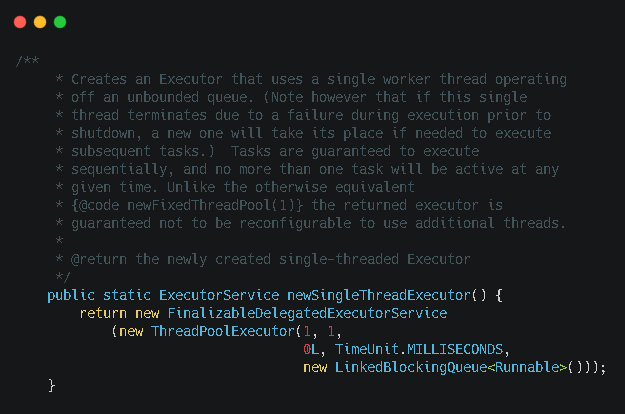 /**
* Creates an Executor that uses a single worker thread operating
* off an unbounded queue. (Note however that if this single
* thread terminates due to a failure during execution prior to
* shutdown, a new one will take its place if needed to execute
* subsequent tasks.)  Tasks are guaranteed to execute
* sequentially, and no more than one task will be active at any
* given time. Unlike the otherwise equivalent
* {@code newFixedThreadPool(1)} the returned executor is
* guaranteed not to be reconfigurable to use additional threads.
*
* @return the newly created single-threaded Executor
*/
public static ExecutorService newSingleThreadExecutor() {
return new FinalizableDelegatedExecutorService
(new ThreadPoolExecutor(1, 1,
0L, TimeUnit.MILLISECONDS,
new LinkedBlockingQueue<Runnable>()));
}